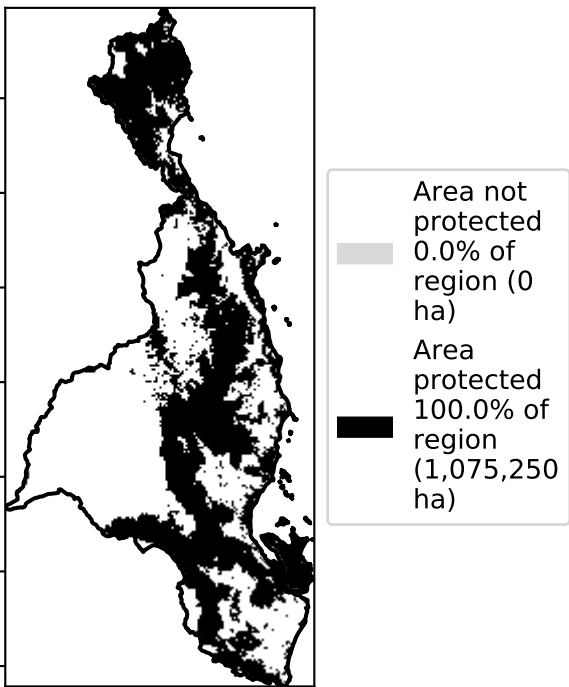 Area not
protected
0.0% of
region (0
ha)
Area
protected
100.0% of
region
(1,075,250
ha)